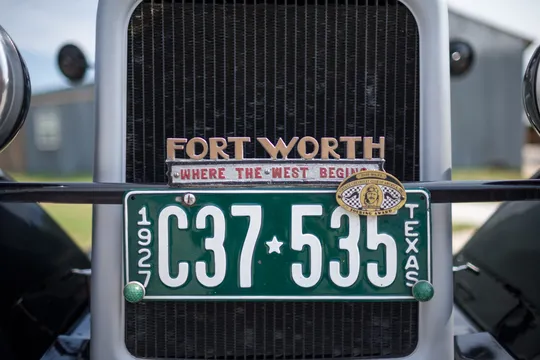 FORT WORTH
WHERE THE WEST BEGINS
1927
C37★535
TEXAS